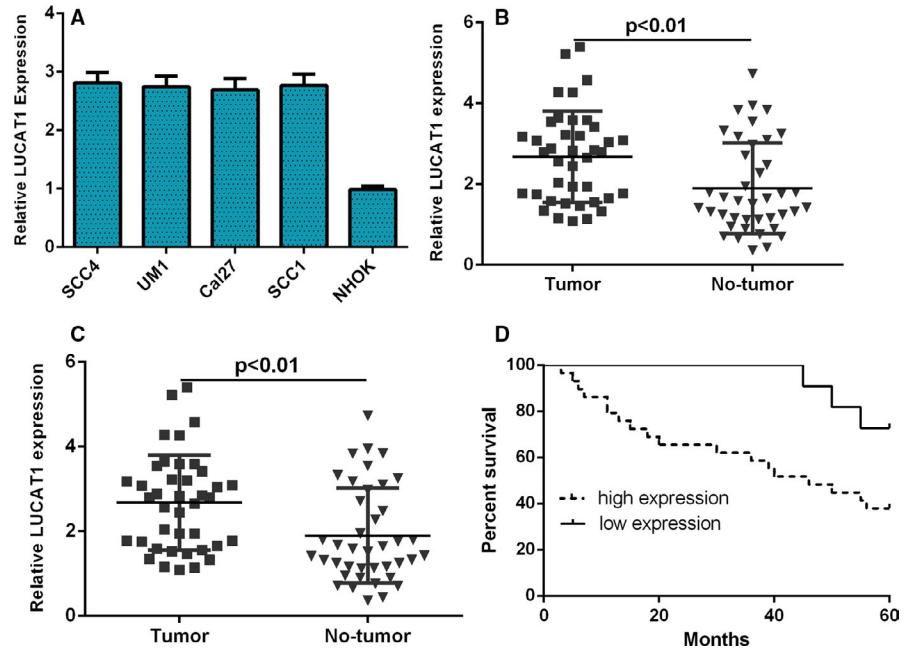 A
Relative LUCAT1 Expression
4
3
2
1
0
SCC4
UM1
Cal27
SCC1
NHOK
B
p<0.01
Relative LUCAT1 expression
6
4
2
0
Tumor
No-tumor
C
p<0.01
Relative LUCAT1 expression
6
4
2
0
Tumor
No-tumor
D
Percent survival
100
80
60
40
20
0
high expression
low expression
0
20
40
60
Months